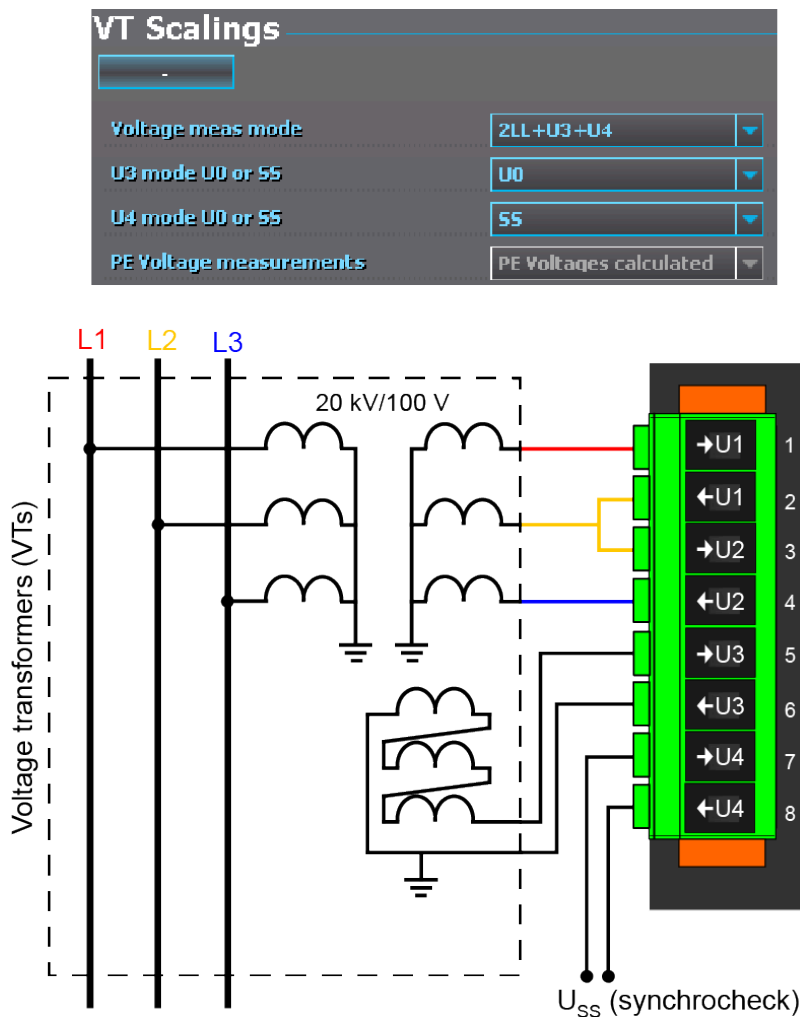 VT Scalings
-
Voltage meas mode
2LL+U3+U4
U3 mode U0 or SS
U0
U4 mode U0 or SS
SS
PE Voltage measurements
PE Voltages calculated
L1 L2 L3
20 kV/100 V
Voltage transformers (VTs)
→U1 1
←U1 2
→U2 3
←U2 4
→U3 5
←U3 6
→U4 7
←U4 8
USS (synchrocheck)